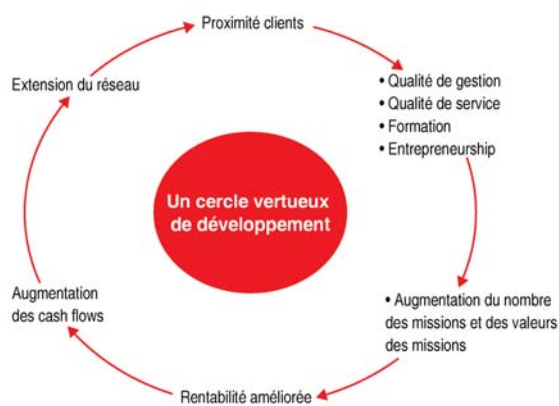 Proximité clients
• Qualité de gestion
• Qualité de service
• Formation
• Entrepreneurship
• Augmentation du nombre
des missions et des valeurs
des missions
Rentabilité améliorée
Augmentation
des cash flows
Extension du réseau
Un cercle vertueux
de développement